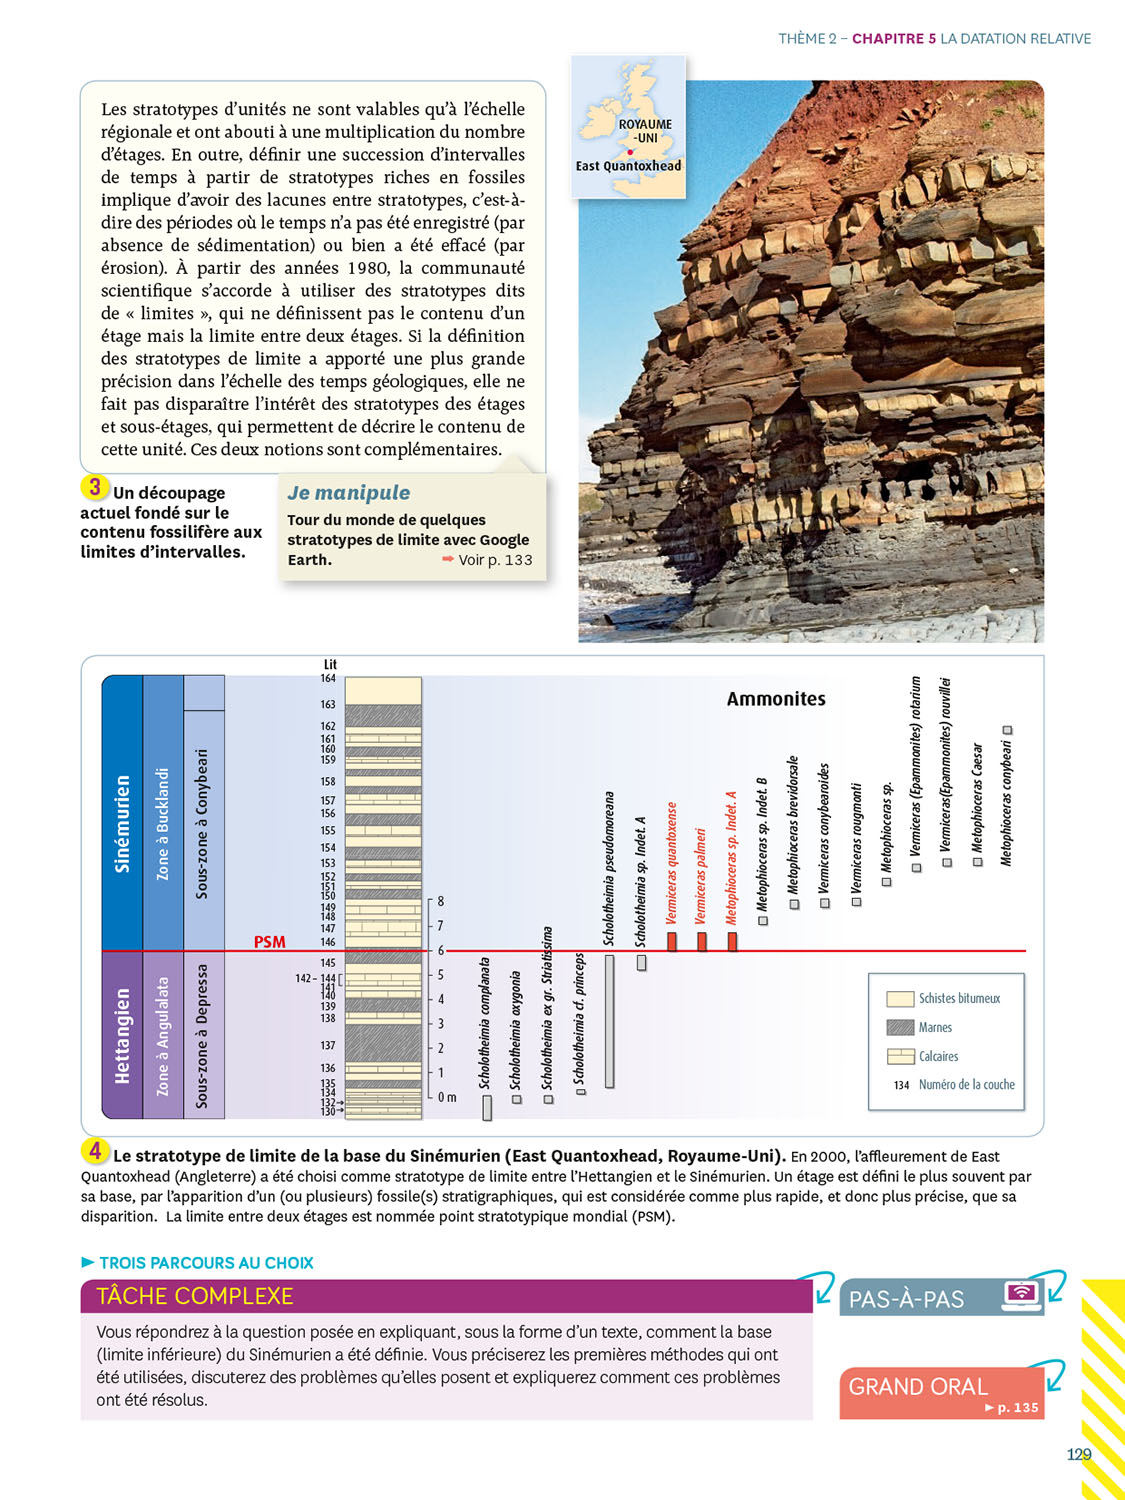 THÈME 2 – CHAPITRE 5 LA DATATION RELATIVE
Les stratotypes d’unités ne sont valables qu’à l’échelle
régionale et ont abouti à une multiplication du nombre
d’étages. En outre, définir une succession d’intervalles
de temps à partir de stratotypes riches en fossiles
implique d’avoir des lacunes entre stratotypes, c’est-à-
dire des périodes où le temps n’a pas été enregistré (par
absence de sédimentation) ou bien a été effacé (par
érosion). À partir des années 1980, la communauté
scientifique s’accorde à utiliser des stratotypes dits
de « limites », qui ne définissent pas le contenu d’un
étage mais la limite entre deux étages. Si la définition
des stratotypes de limite a apporté une plus grande
précision dans l’échelle des temps géologiques, elle ne
fait pas disparaître l’intérêt des stratotypes des étages
et sous-étages, qui permettent de décrire le contenu de
cette unité. Ces deux notions sont complémentaires.
3 Un découpage
actuel fondé sur le
contenu fossilifère aux
limites d’intervalles.
Je manipule
Tour du monde de quelques
stratotypes de limite avec Google
Earth. ➡ Voir p. 133
ROYAUME
-UNI
East Quantoxhead
Lit
Sinémurien
Zone à Bucklandi
Sous-zone à Conybeari
Hettangien
Zone à Angulalata
Sous-zone à Depressa
PSM
164
163
162
161
160
159
158
157
156
155
154
153
152
151
150
149
148
147
146
145
142 – 144
141
140
139
138
137
136
135
134
132
130
8
7
6
5
4
3
2
1
0 m
Ammonites
Scholotheimia complanata
Scholotheimia oxygonia
Scholotheimia ex gr. Striatissima
Scholotheimia cf. princeps
Scholotheimia pseudomoreana
Scholotheimia sp. Indet. A
Vermiceras quantoxense
Vermiceras palmeri
Metophioceras sp. Indet. A
Metophioceras sp. Indet. B
Metophioceras brevidorsale
Vermiceras conybearoides
Vermiceras rougmonti
Metophioceras sp.
Vermiceras (Epammonites) rotarium
Vermiceras(Epammonites) rouvillei
Metophioceras Caesar
Metophioceras conybeari
Schistes bitumeux
Marnes
Calcaires
134 Numéro de la couche
4 Le stratotype de limite de la base du Sinémurien (East Quantoxhead, Royaume-Uni). En 2000, l’affleurement de East
Quantoxhead (Angleterre) a été choisi comme stratotype de limite entre l’Hettangien et le Sinémurien. Un étage est défini le plus souvent par
sa base, par l’apparition d’un (ou plusieurs) fossile(s) stratigraphiques, qui est considérée comme plus rapide, et donc plus précise, que sa
disparition. La limite entre deux étages est nommée point stratotypique mondial (PSM).
► TROIS PARCOURS AU CHOIX
TÂCHE COMPLEXE
Vous répondrez à la question posée en expliquant, sous la forme d’un texte, comment la base
(limite inférieure) du Sinémurien a été définie. Vous préciserez les premières méthodes qui ont
été utilisées, discuterez des problèmes qu’elles posent et expliquerez comment ces problèmes
ont été résolus.
PAS-À-PAS
GRAND ORAL
► p. 135
129